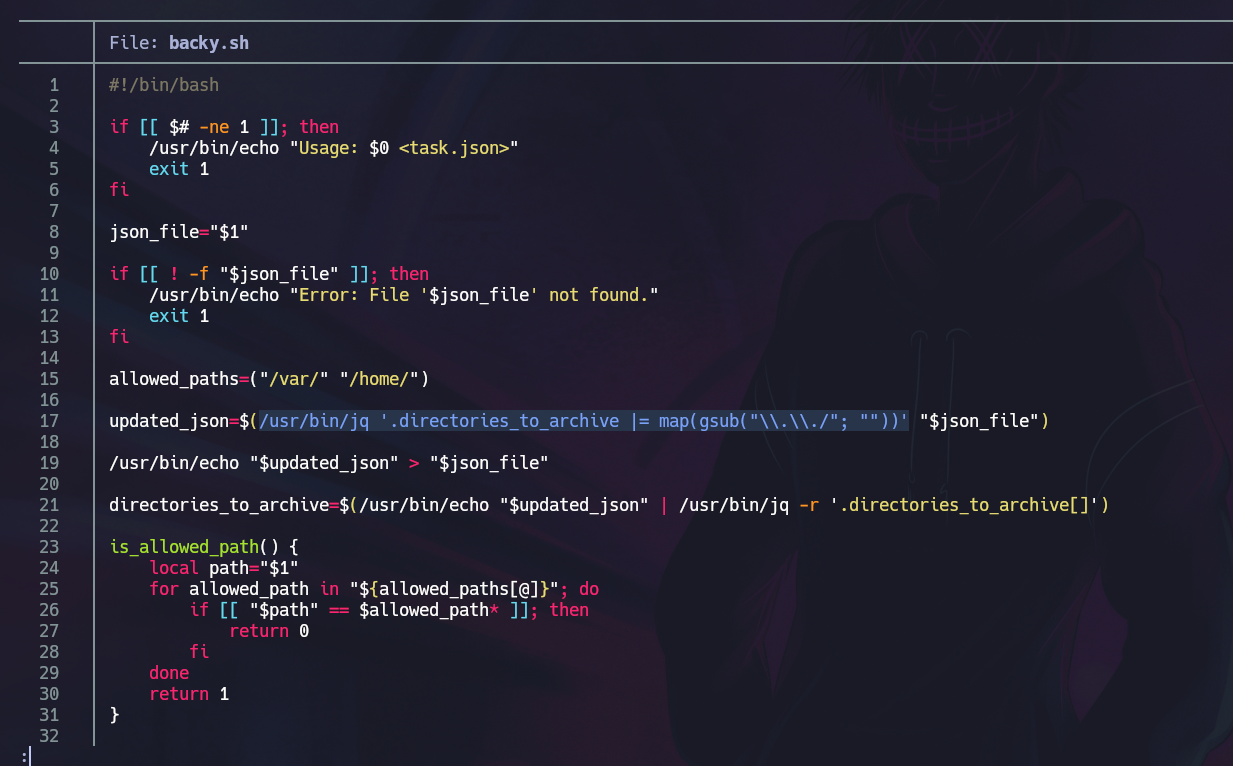 File: backy.sh
1 #!/bin/bash
2
3 if [[ $# -ne 1 ]]; then
4     /usr/bin/echo "Usage: $0 <task.json>"
5     exit 1
6 fi
7
8 json_file="$1"
9
10 if [[ ! -f "$json_file" ]]; then
11     /usr/bin/echo "Error: File '$json_file' not found."
12     exit 1
13 fi
14
15 allowed_paths=("/var/" "/home/")
16
17 updated_json=$(/usr/bin/jq '.directories_to_archive |= map(gsub("\\.\\./"; ""))' "$json_file")
18
19 /usr/bin/echo "$updated_json" > "$json_file"
20
21 directories_to_archive=$(/usr/bin/echo "$updated_json" | /usr/bin/jq -r '.directories_to_archive[]')
22
23 is_allowed_path() {
24     local path="$1"
25     for allowed_path in "${allowed_paths[@]}"; do
26         if [[ "$path" == $allowed_path* ]]; then
27             return 0
28         fi
29     done
30     return 1
31 }
32
: